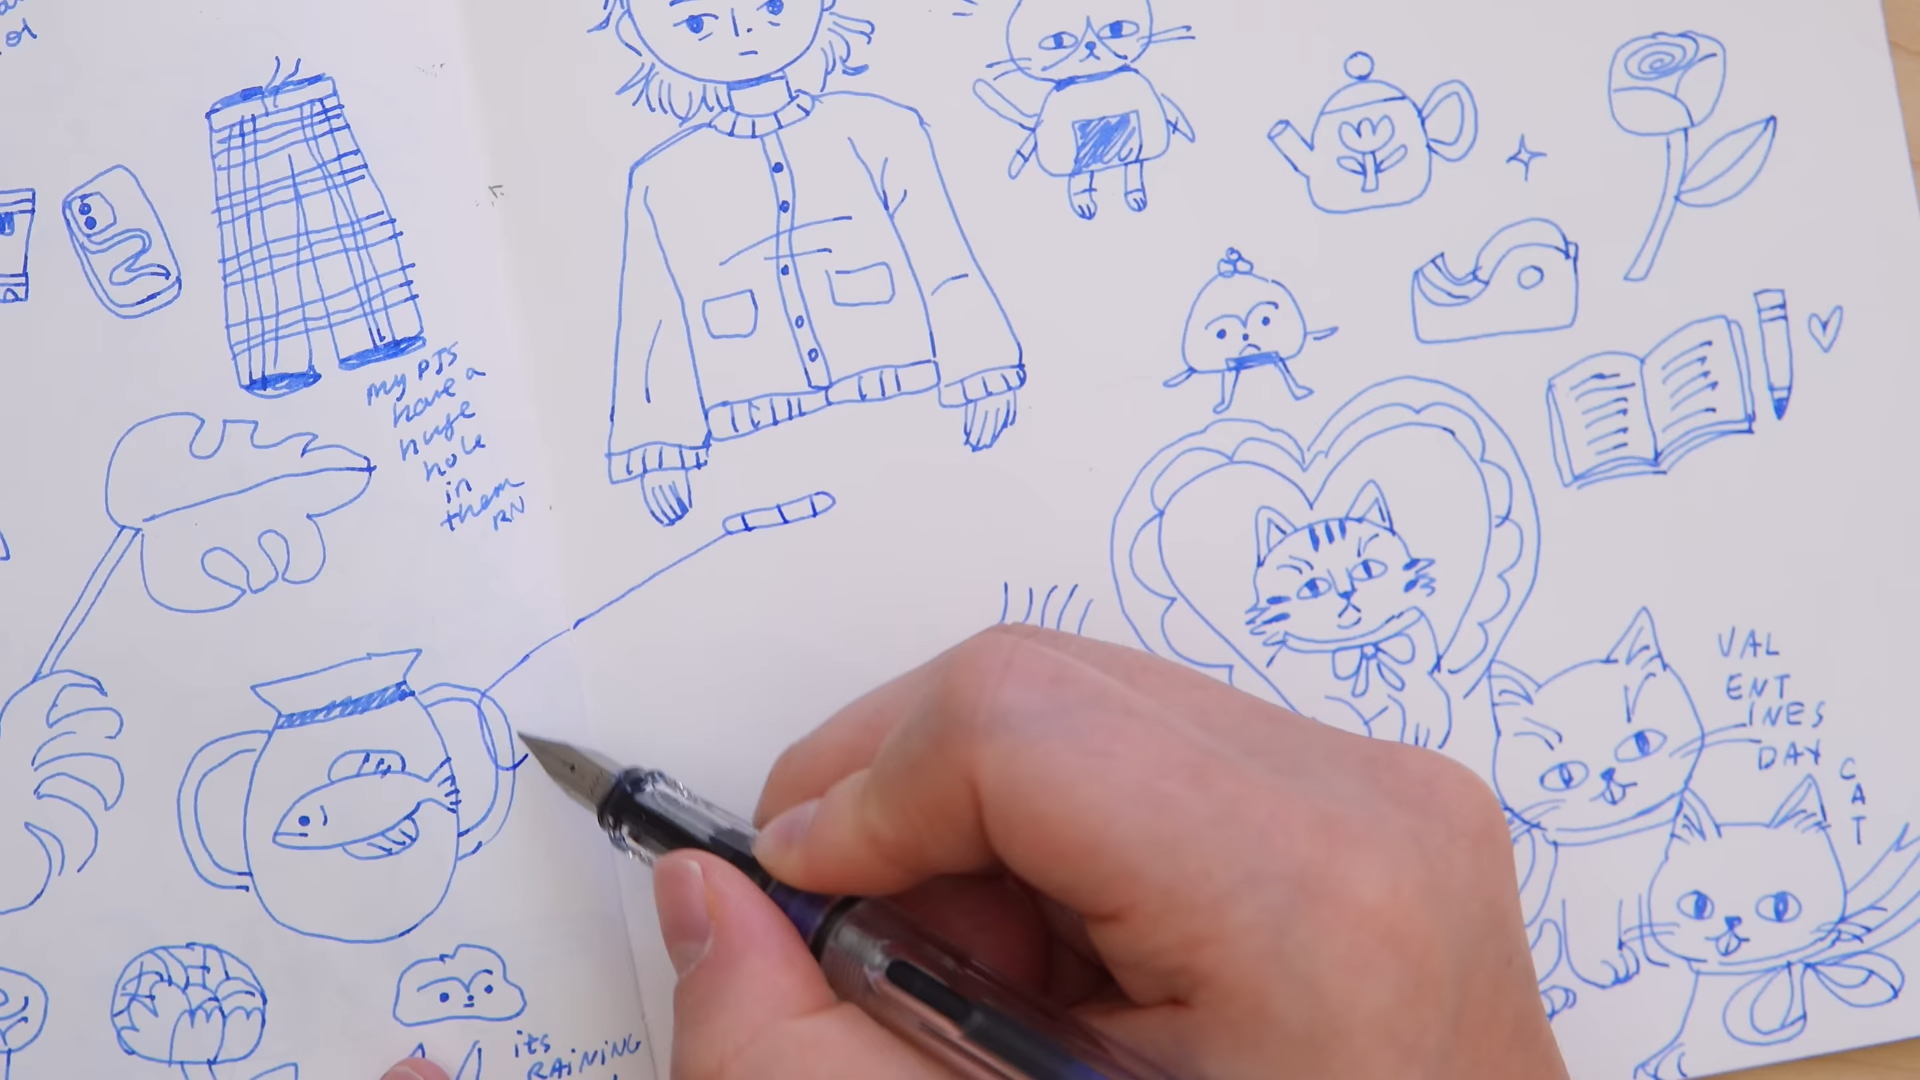 my PJS
have a
huge
hole
in
them
RN
its
RAiNiNG
VAL
ENT
INES
DAY
CAT